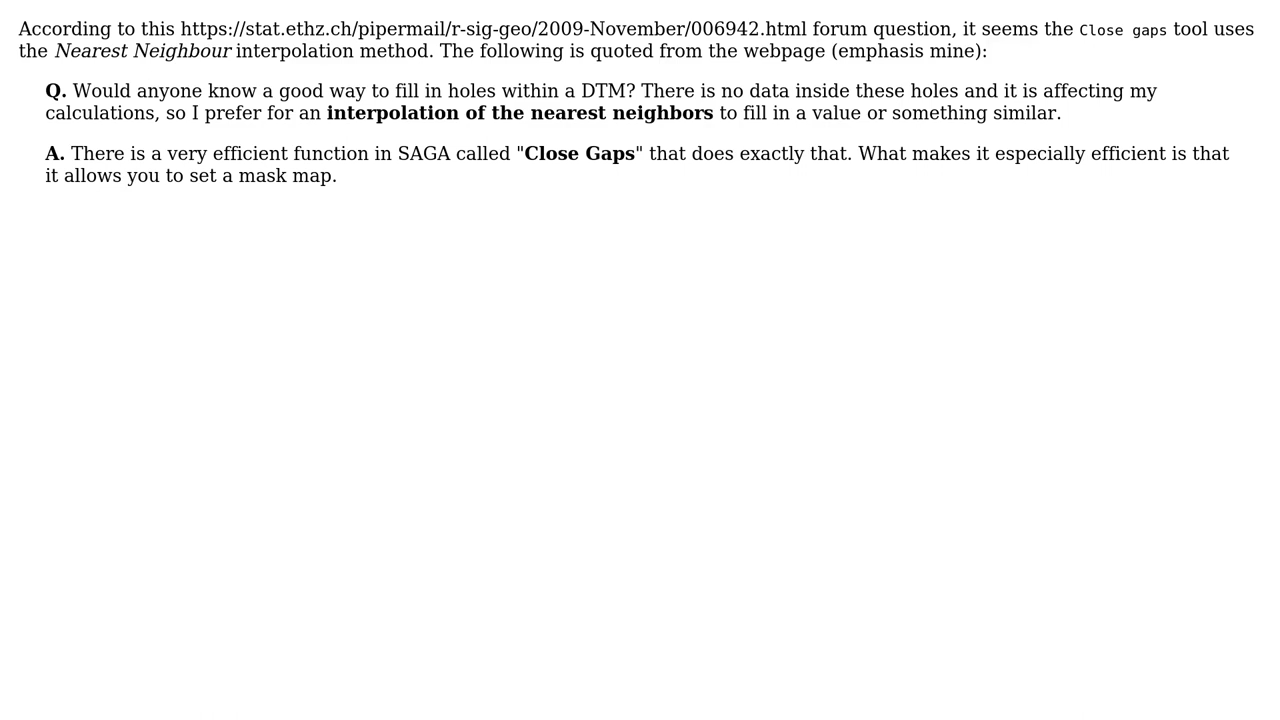 According to this https://stat.ethz.ch/pipermail/r-sig-geo/2009-November/006942.html forum question, it seems the Close gaps tool uses
the Nearest Neighbour interpolation method. The following is quoted from the webpage (emphasis mine):
Q. Would anyone know a good way to fill in holes within a DTM? There is no data inside these holes and it is affecting my
calculations, so I prefer for an interpolation of the nearest neighbors to fill in a value or something similar.
A. There is a very efficient function in SAGA called "Close Gaps" that does exactly that. What makes it especially efficient is that
it allows you to set a mask map.